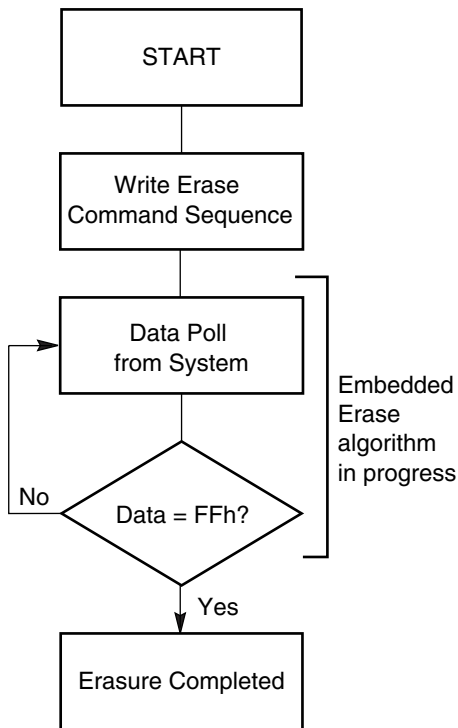 START
Write Erase
Command Sequence
Data Poll
from System
Embedded
Erase
algorithm
in progress
No
Data = FFh?
Yes
Erasure Completed